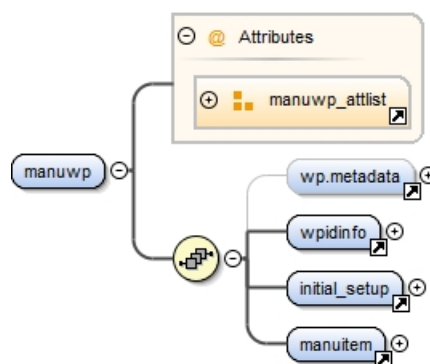 @ Attributes
manuwp_attlist
manuwp
wp.metadata
wpidinfo
initial_setup
manuitem